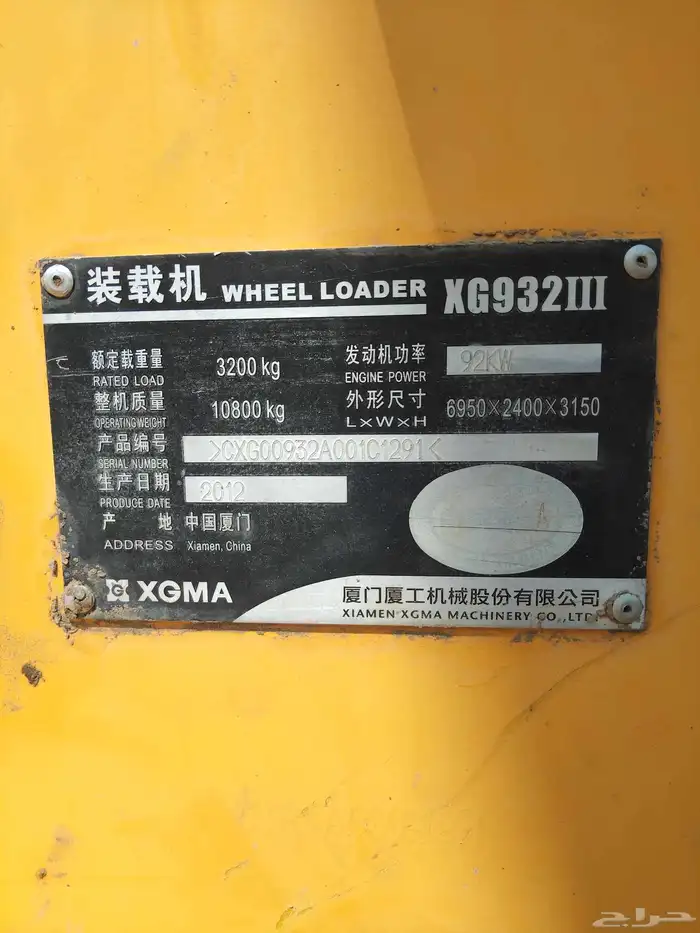 装载机 WHEEL LOADER XG932III
额定载重量 3200kg 发动机功率 92KW
RATED LOAD ENGINE POWER
整机质量 10800kg 外形尺寸 6950×2400×3150
OPERATING WEIGHT L×W×H
产品编号 >CXG00932A001C1291<
SERIAL NUMBER
生产日期 2012
PRODUCE DATE
产 地 中国厦门
ADDRESS Xiamen, China
XGMA 厦门厦工机械股份有限公司
XIAMEN XGMA MACHINERY CO.,LTD.
حراج